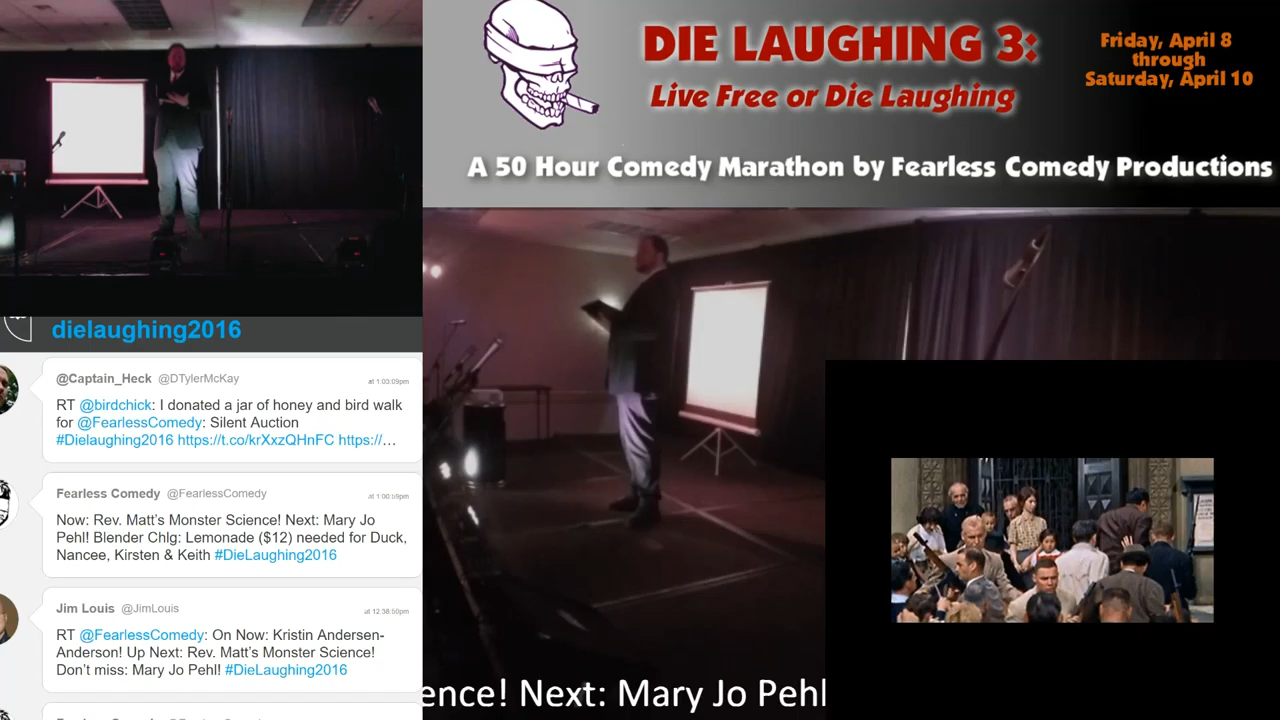 DIE LAUGHING 3:
Live Free or Die Laughing
Friday, April 8
through
Saturday, April 10
A 50 Hour Comedy Marathon by Fearless Comedy Productions
dielaughing2016
@Captain_Heck @DTylerMcKay at 1:03:09pm
RT @birdchick: I donated a jar of honey and bird walk
for @FearlessComedy: Silent Auction
#Dielaughing2016 https://t.co/krXxzQHnFC https://…
Fearless Comedy @FearlessComedy
Now: Rev. Matt's Monster Science! Next: Mary Jo
Pehl! Blender Chlg: Lemonade ($12) needed for Duck,
Nancee, Kirsten & Keith #DieLaughing2016
Jim Louis @JimLouis
RT @FearlessComedy: On Now: Kristin Andersen-
Anderson! Up Next: Rev. Matt's Monster Science!
Don't miss: Mary Jo Pehl! #DieLaughing2016
ence! Next: Mary Jo Pehl